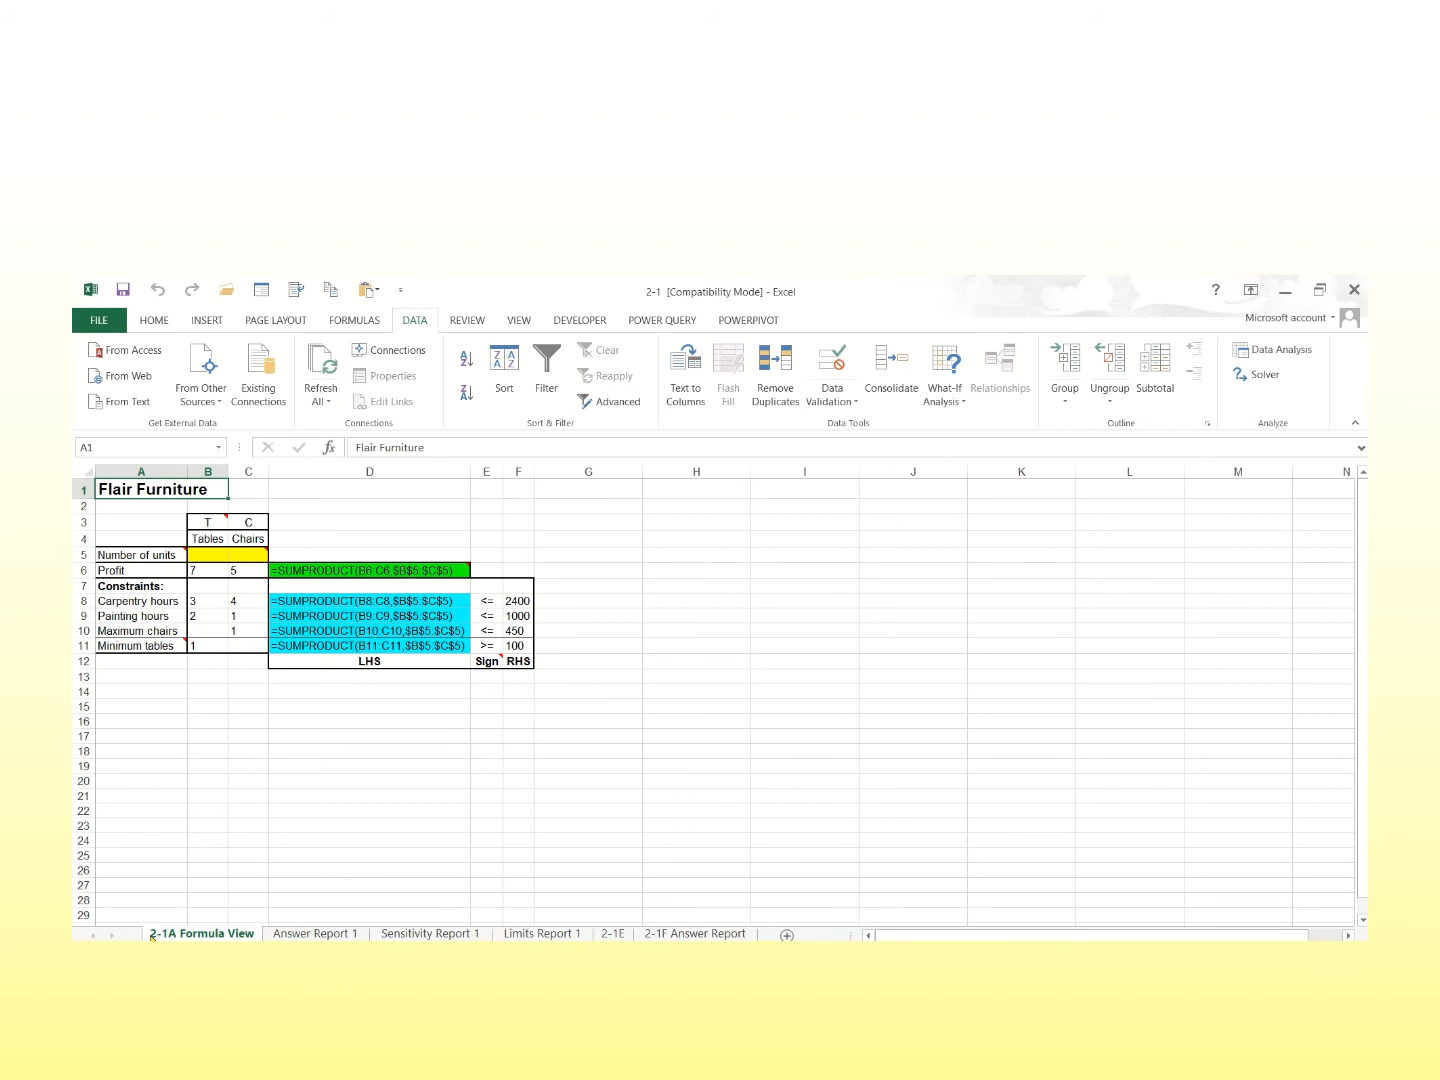 2-1 [Compatibility Mode] - Excel
?
FILE HOME INSERT PAGE LAYOUT FORMULAS DATA REVIEW VIEW DEVELOPER POWER QUERY POWERPIVOT Microsoft account
From Access
From Web
From Text
From Other Sources
Existing Connections
Get External Data
Refresh All
Connections
Properties
Edit Links
Connections
Sort
Filter
Clear
Reapply
Advanced
Sort & Filter
Text to Columns
Flash Fill
Remove Duplicates
Data Validation
Consolidate
What-If Analysis
Relationships
Data Tools
Group
Ungroup
Subtotal
Outline
Data Analysis
Solver
Analyze
A1 fx Flair Furniture
A B C D E F G H I J K L M N
1 Flair Furniture
2
3 T C
4 Tables Chairs
5 Number of units
6 Profit 7 5 =SUMPRODUCT(B6:C6,$B$5:$C$5)
7 Constraints:
8 Carpentry hours 3 4 =SUMPRODUCT(B8:C8,$B$5:$C$5) <= 2400
9 Painting hours 2 1 =SUMPRODUCT(B9:C9,$B$5:$C$5) <= 1000
10 Maximum chairs 1 =SUMPRODUCT(B10:C10,$B$5:$C$5) <= 450
11 Minimum tables 1 =SUMPRODUCT(B11:C11,$B$5:$C$5) >= 100
12 LHS Sign RHS
13
14
15
16
17
18
19
20
21
22
23
24
25
26
27
28
29
2-1A Formula View Answer Report 1 Sensitivity Report 1 Limits Report 1 2-1E 2-1F Answer Report